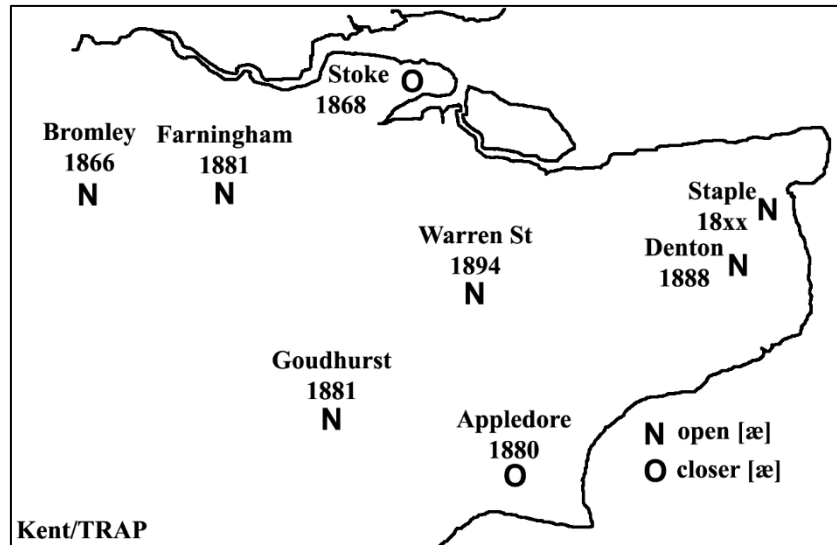 Stoke
1868
O
Bromley
1866
N
Farningham
1881
N
Staple
18xx
N
Warren St
1894
N
Denton
1888
N
Goudhurst
1881
N
Appledore
1880
O
N open [æ]
O closer [æ]
Kent/TRAP